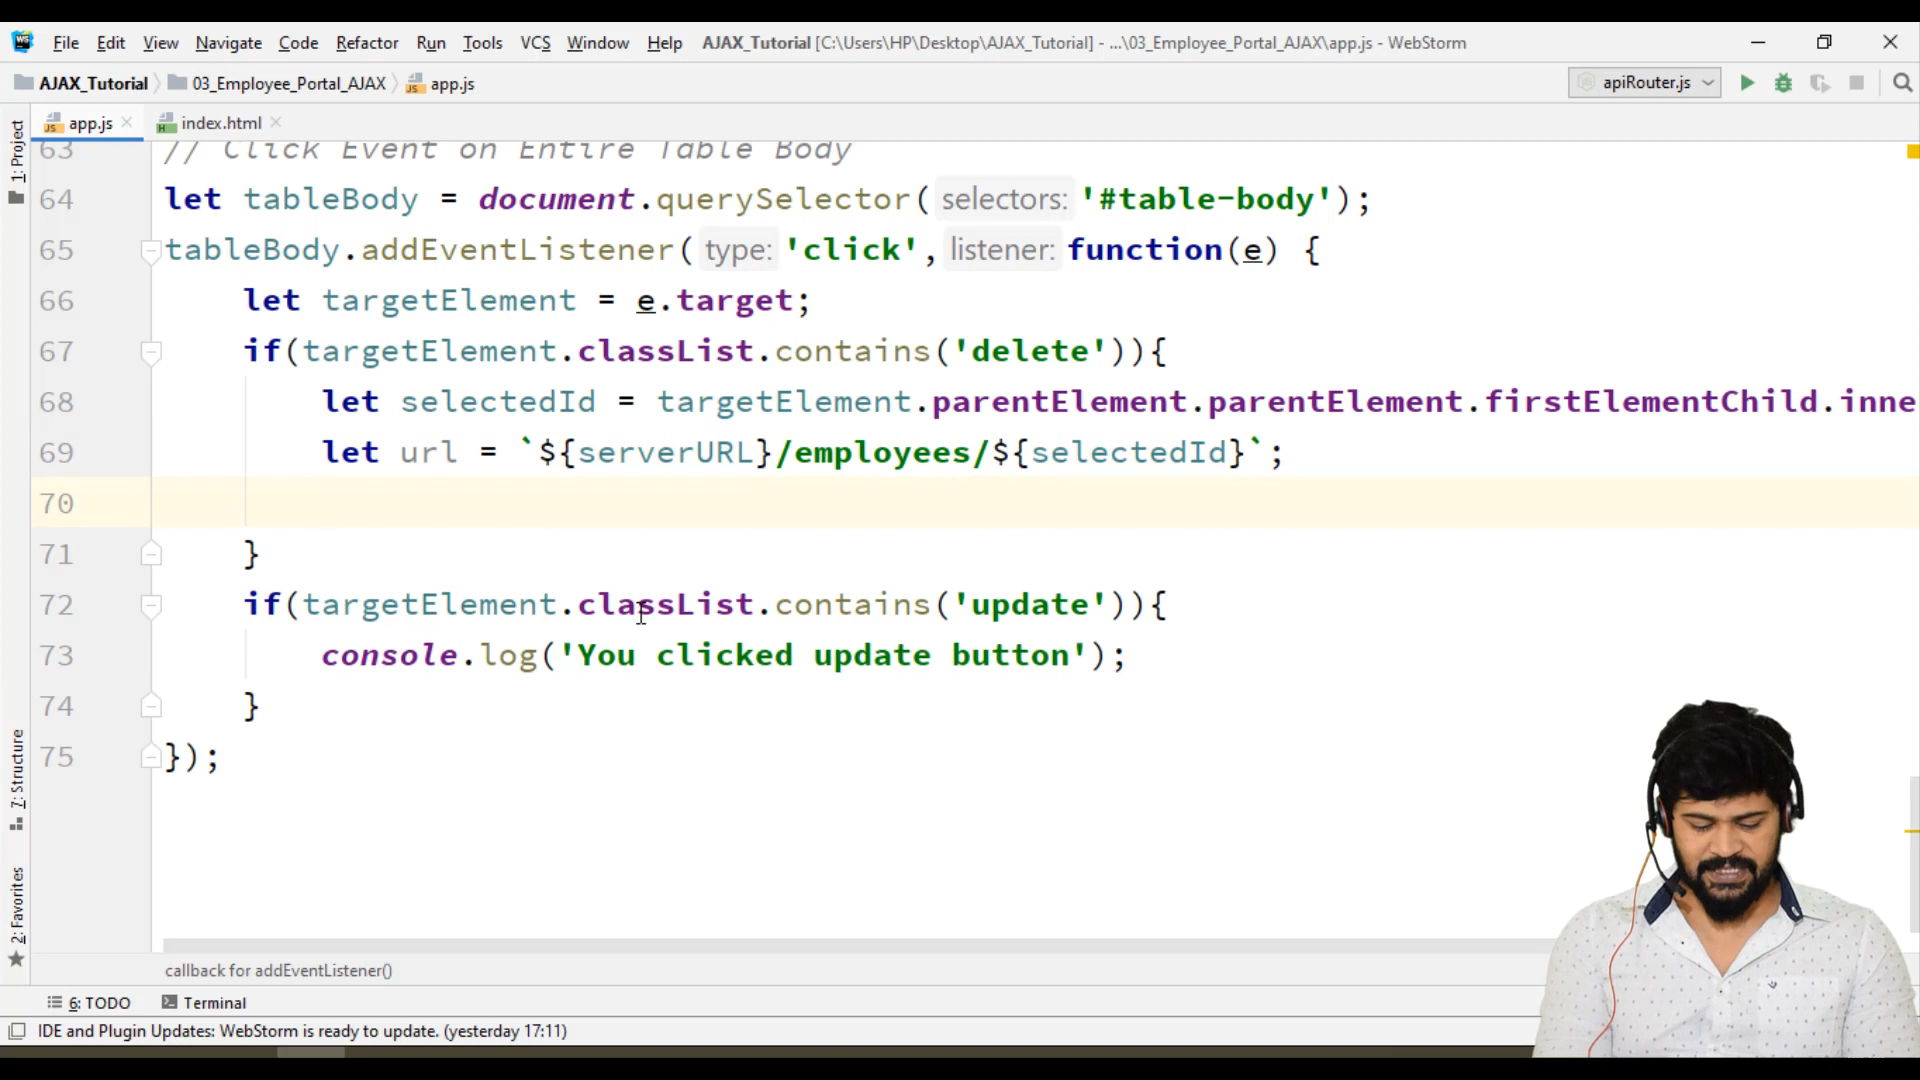 WS File Edit View Navigate Code Refactor Run Tools VCS Window Help AJAX_Tutorial [C:\Users\HP\Desktop\AJAX_Tutorial] - ...\03_Employee_Portal_AJAX\app.js - WebStorm
AJAX_Tutorial 03_Employee_Portal_AJAX JS app.js apiRouter.js
JS app.js H index.html
1: Project
63 // Click Event on Entire Table Body
64 let tableBody = document.querySelector( selectors: '#table-body');
65 tableBody.addEventListener( type: 'click', listener: function(e) {
66 let targetElement = e.target;
67 if(targetElement.classList.contains('delete')){
68 let selectedId = targetElement.parentElement.parentElement.firstElementChild.inne
69 let url = `${serverURL}/employees/${selectedId}`;
70
71 }
72 if(targetElement.classList.contains('update')){
73 console.log('You clicked update button');
74 }
75 });
7: Structure
2: Favorites
callback for addEventListener()
6: TODO Terminal
IDE and Plugin Updates: WebStorm is ready to update. (yesterday 17:11)